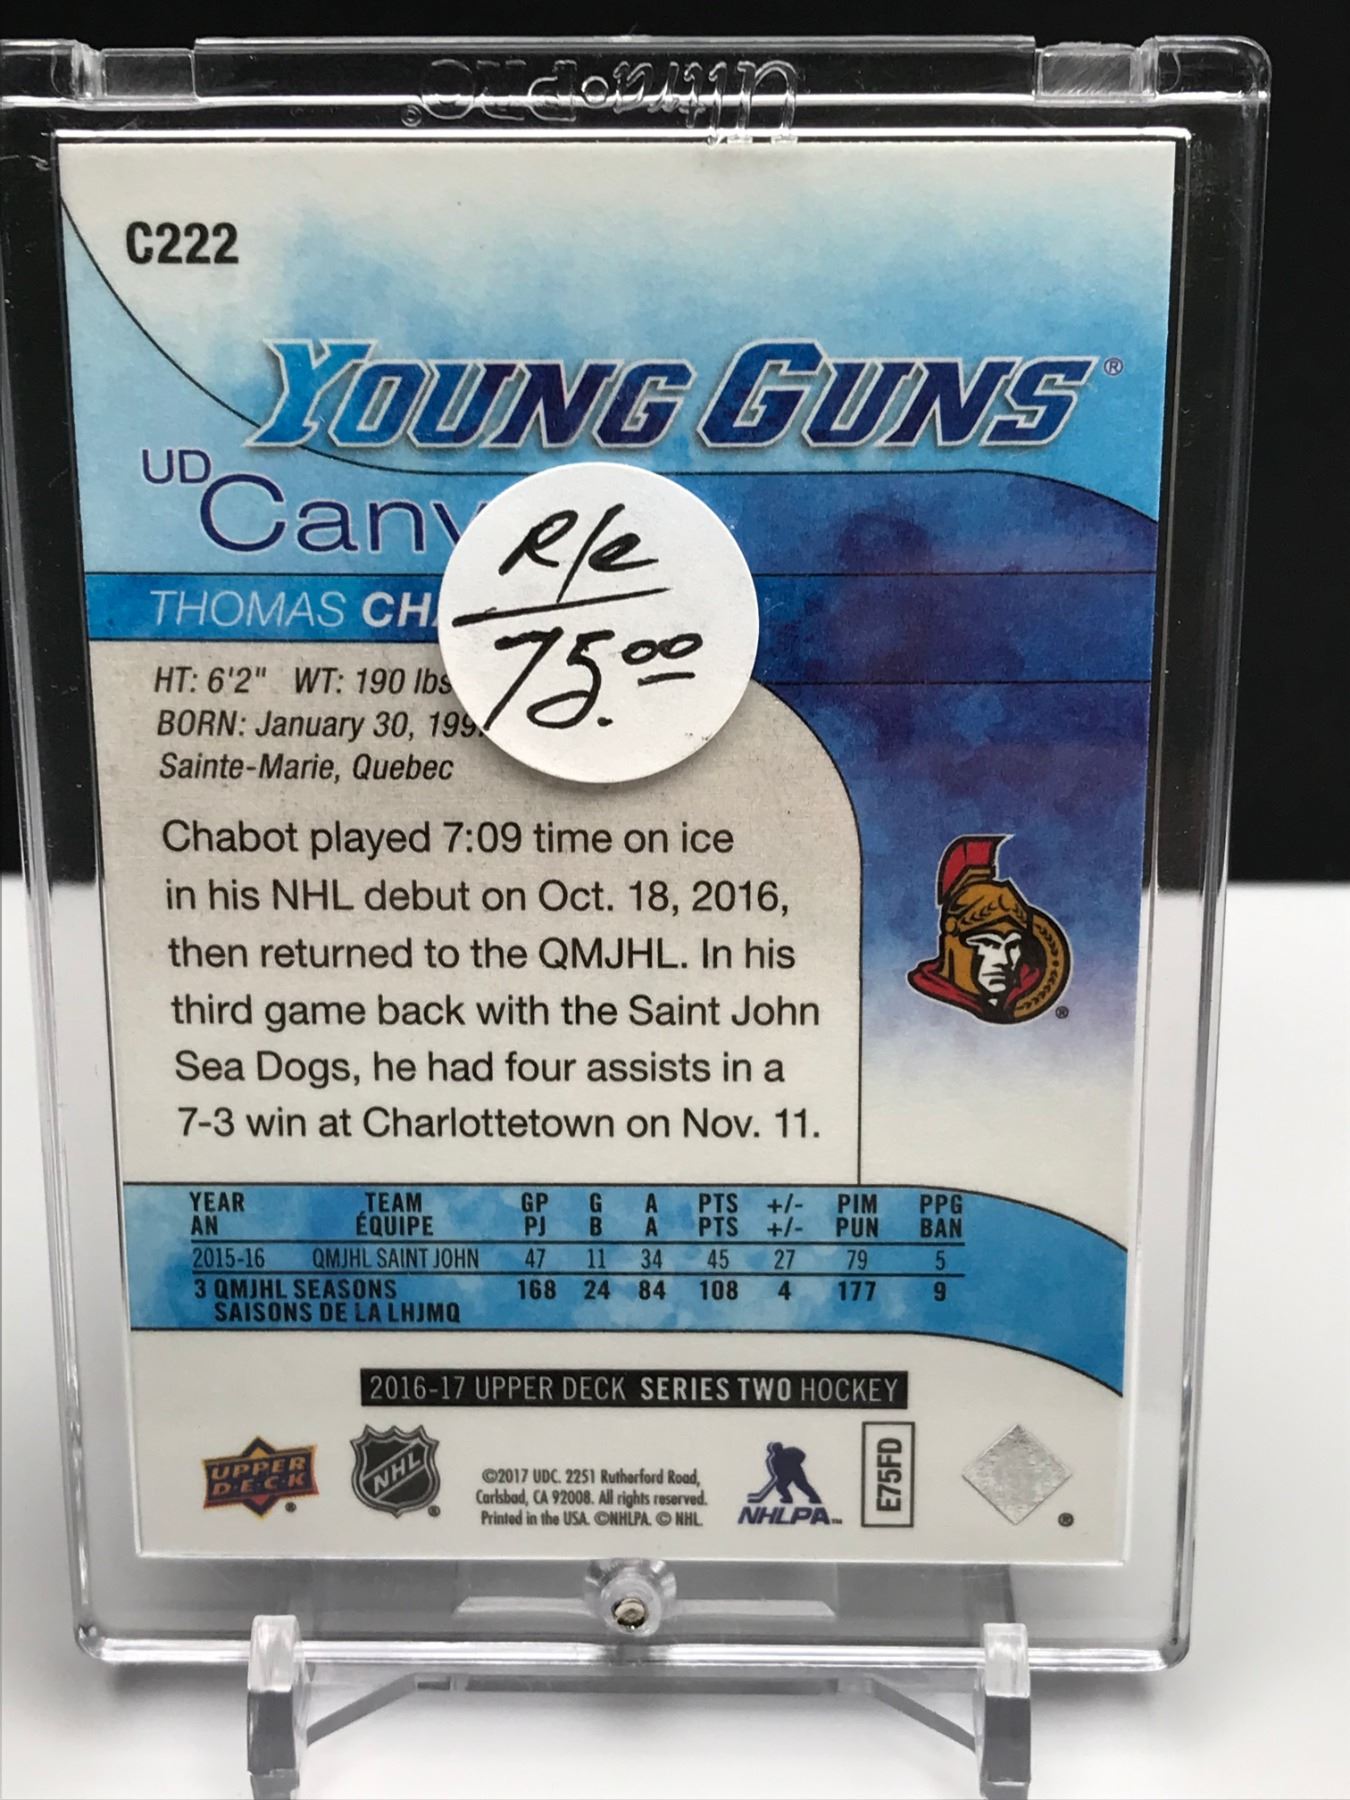 Ultra·PRO®
C222
YOUNG GUNS®
UD Canv
R/c
75.00
THOMAS CHA
HT: 6'2" WT: 190 lbs
BORN: January 30, 199
Sainte-Marie, Quebec
Chabot played 7:09 time on ice
in his NHL debut on Oct. 18, 2016,
then returned to the QMJHL. In his
third game back with the Saint John
Sea Dogs, he had four assists in a
7-3 win at Charlottetown on Nov. 11.
®
YEAR TEAM GP G A PTS +/- PIM PPG
AN ÉQUIPE PJ B A PTS +/- PUN BAN
2015-16 QMJHL SAINT JOHN 47 11 34 45 27 79 5
3 QMJHL SEASONS 168 24 84 108 4 177 9
SAISONS DE LA LHJMQ
2016-17 UPPER DECK SERIES TWO HOCKEY
UPPER
D·E·C·K
®
NHL
®
©2017 UDC. 2251 Rutherford Road,
Carlsbad, CA 92008. All rights reserved.
Printed in the USA. ©NHLPA. © NHL.
NHLPA™
E75FD
®